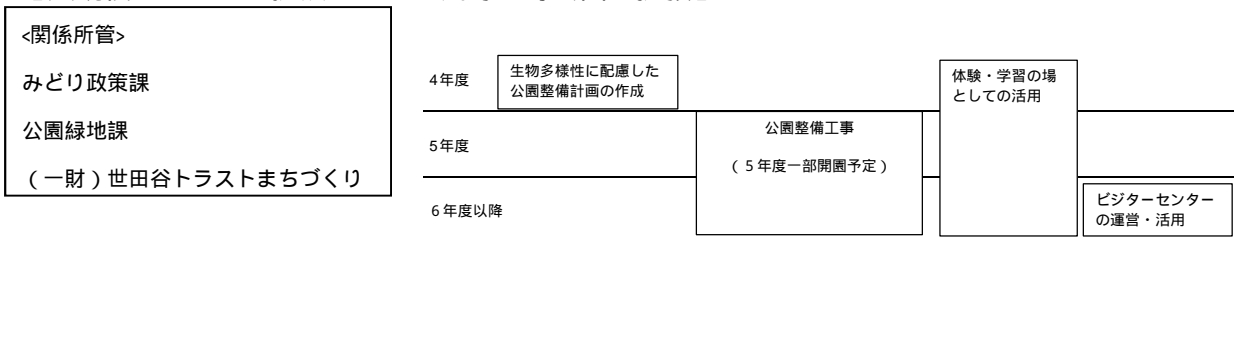 <関係所管>
みどり政策課
公園緑地課
(一財)世田谷トラストまちづくり
4年度
生物多様性に配慮した
公園整備計画の作成
体験・学習の場
としての活用
5年度
公園整備工事
(5年度一部開園予定)
6年度以降
ビジターセンター
の運営・活用